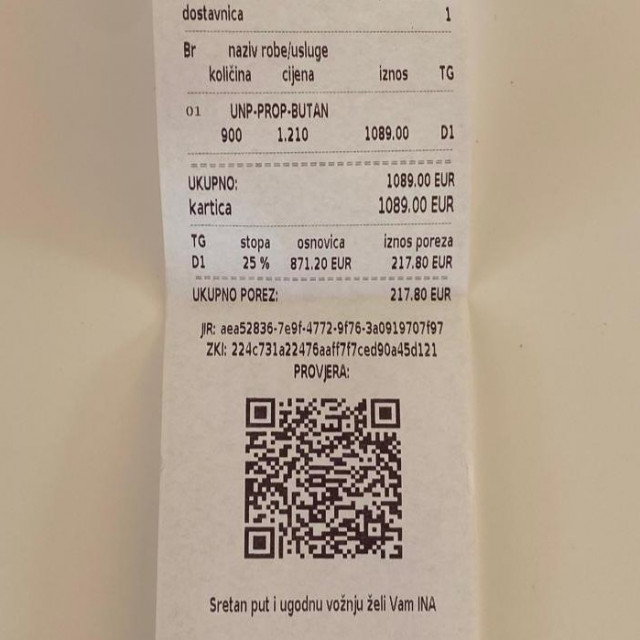 dostavnica 1
Br naziv robe/usluge
količina cijena iznos TG
01 UNP-PROP-BUTAN
900 1.210 1089.00 D1
UKUPNO: 1089.00 EUR
kartica 1089.00 EUR
TG stopa osnovica iznos poreza
D1 25 % 871.20 EUR 217.80 EUR
UKUPNO POREZ: 217.80 EUR
JIR: aea52836-7e9f-4772-9f76-3a0919707f97
ZKI: 224c731a22476aaff7f7ced90a45d121
PROVJERA:
Sretan put i ugodnu vožnju želi Vam INA